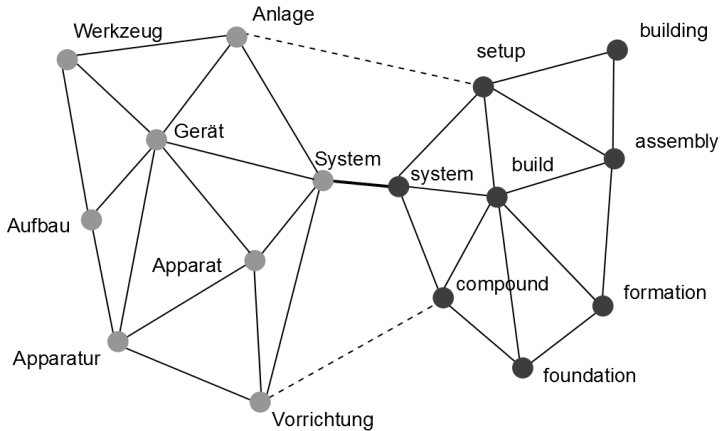 Anlage
Werkzeug
building
setup
Gerät
assembly
System
build
system
Aufbau
Apparat
compound
formation
Apparatur
foundation
Vorrichtung